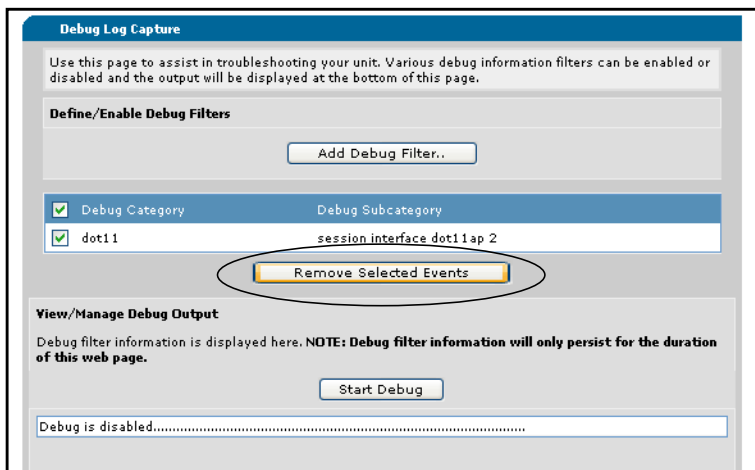 Debug Log Capture
Use this page to assist in troubleshooting your unit. Various debug information filters can be enabled or
disabled and the output will be displayed at the bottom of this page.
Define/Enable Debug Filters
Add Debug Filter..
Debug Category Debug Subcategory
dot11 session interface dot11ap 2
Remove Selected Events
View/Manage Debug Output
Debug filter information is displayed here. NOTE: Debug filter information will only persist for the duration
of this web page.
Start Debug
Debug is disabled.............................................................................................